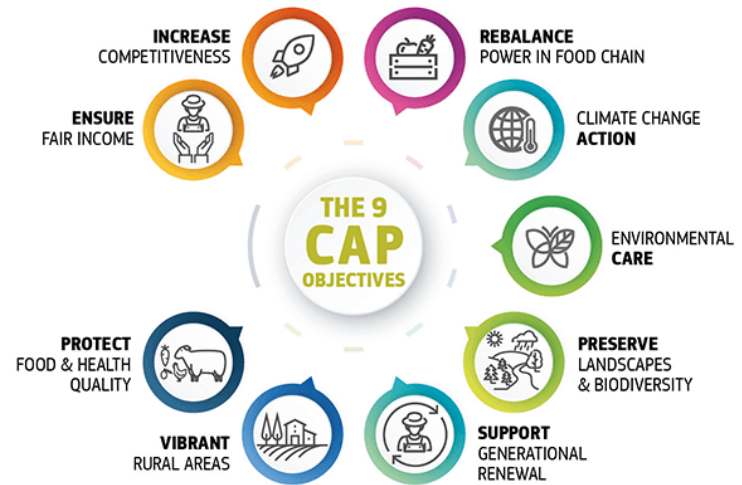 THE 9
CAP
OBJECTIVES
ENSURE
FAIR INCOME
INCREASE
COMPETITIVENESS
REBALANCE
POWER IN FOOD CHAIN
CLIMATE CHANGE
ACTION
ENVIRONMENTAL
CARE
PRESERVE
LANDSCAPES
& BIODIVERSITY
SUPPORT
GENERATIONAL
RENEWAL
VIBRANT
RURAL AREAS
PROTECT
FOOD & HEALTH
QUALITY